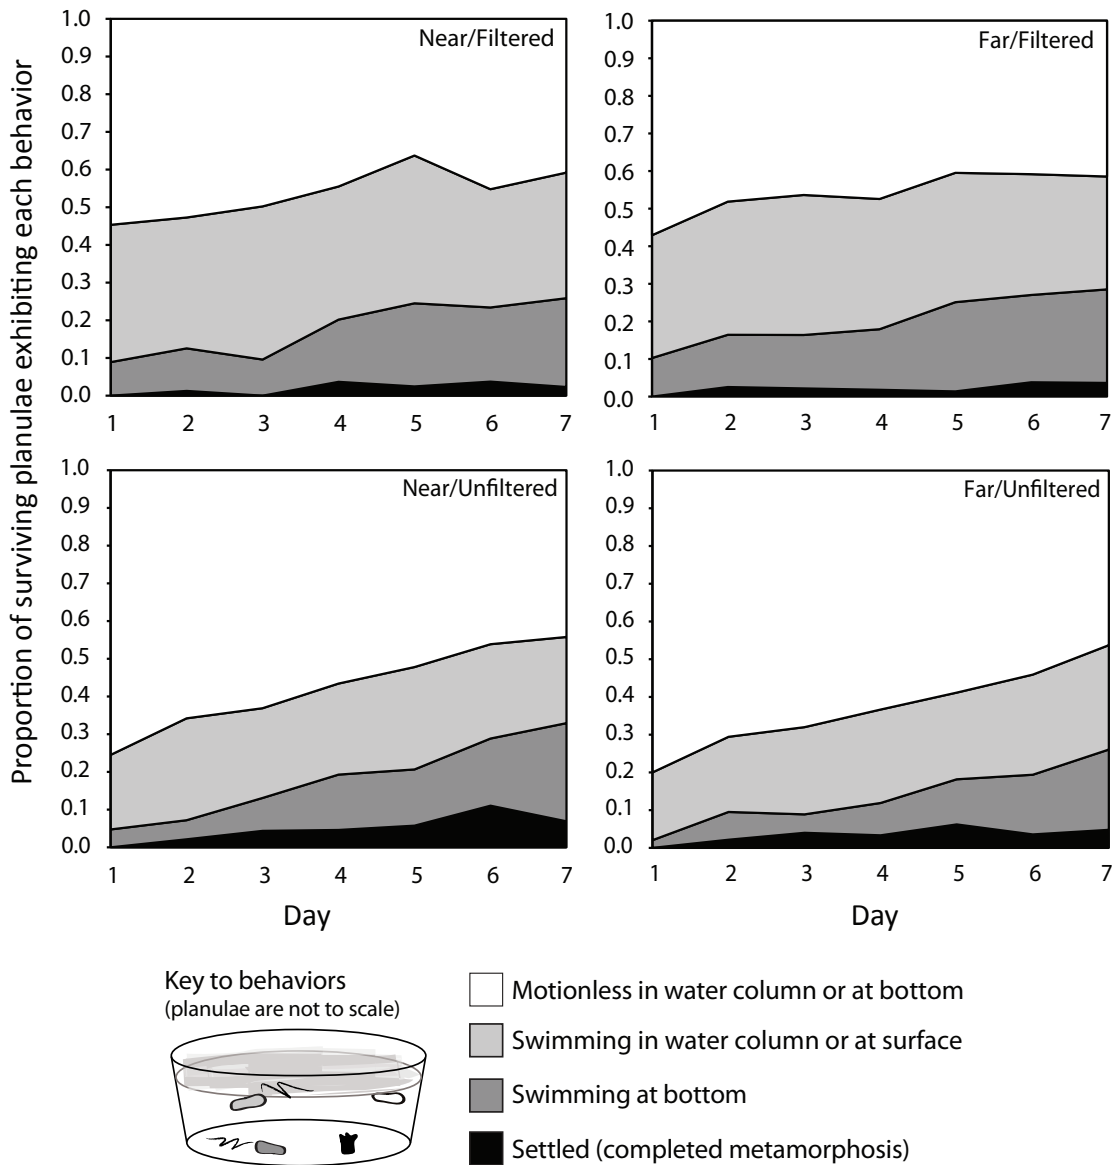 Proportion of surviving planulae exhibiting each behavior
Near/Filtered
1.0
0.9
0.8
0.7
0.6
0.5
0.4
0.3
0.2
0.1
0.0
1 2 3 4 5 6 7
Far/Filtered
1.0
0.9
0.8
0.7
0.6
0.5
0.4
0.3
0.2
0.1
0.0
1 2 3 4 5 6 7
Near/Unfiltered
1.0
0.9
0.8
0.7
0.6
0.5
0.4
0.3
0.2
0.1
0.0
1 2 3 4 5 6 7
Day
Far/Unfiltered
1.0
0.9
0.8
0.7
0.6
0.5
0.4
0.3
0.2
0.1
0.0
1 2 3 4 5 6 7
Day
Key to behaviors
(planulae are not to scale)
Motionless in water column or at bottom
Swimming in water column or at surface
Swimming at bottom
Settled (completed metamorphosis)